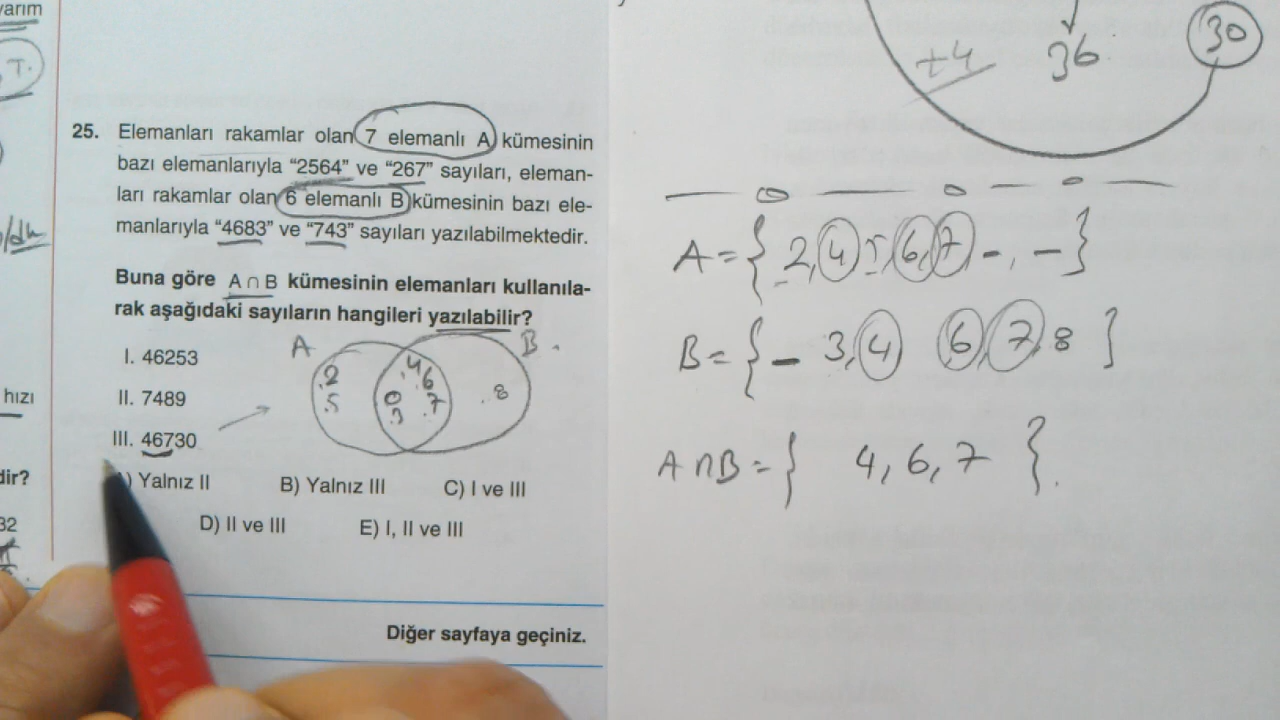 varım
T.
hızı
dir?
32
25. Elemanları rakamlar olan 7 elemanlı A kümesinin
bazı elemanlarıyla “2564” ve “267” sayıları, eleman-
ları rakamlar olan 6 elemanlı B kümesinin bazı ele-
manlarıyla “4683” ve “743” sayıları yazılabilmektedir.
Buna göre A ∩ B kümesinin elemanları kullanıla-
rak aşağıdaki sayıların hangileri yazılabilir?
I. 46253
II. 7489
III. 46730
A B
.2 .5 .4 6 0 .7 3 .8
) Yalnız II B) Yalnız III C) I ve III
D) II ve III E) I, II ve III
Diğer sayfaya geçiniz.
+4 36 30
A = { 2, 4, 5, 6, 7, -, - }
B = { - 3, 4 6, 7, 8 }
A ∩ B = { 4, 6, 7 }.